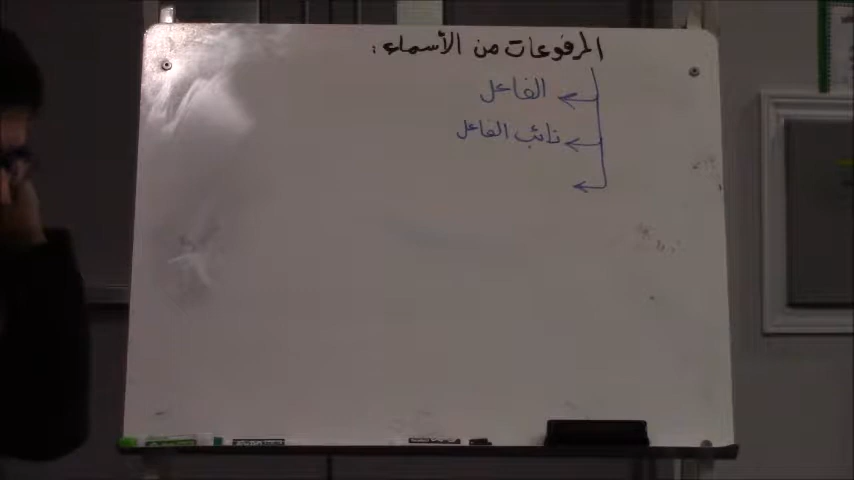 المرفوعات من الأسماء :
الفاعل
نائب الفاعل